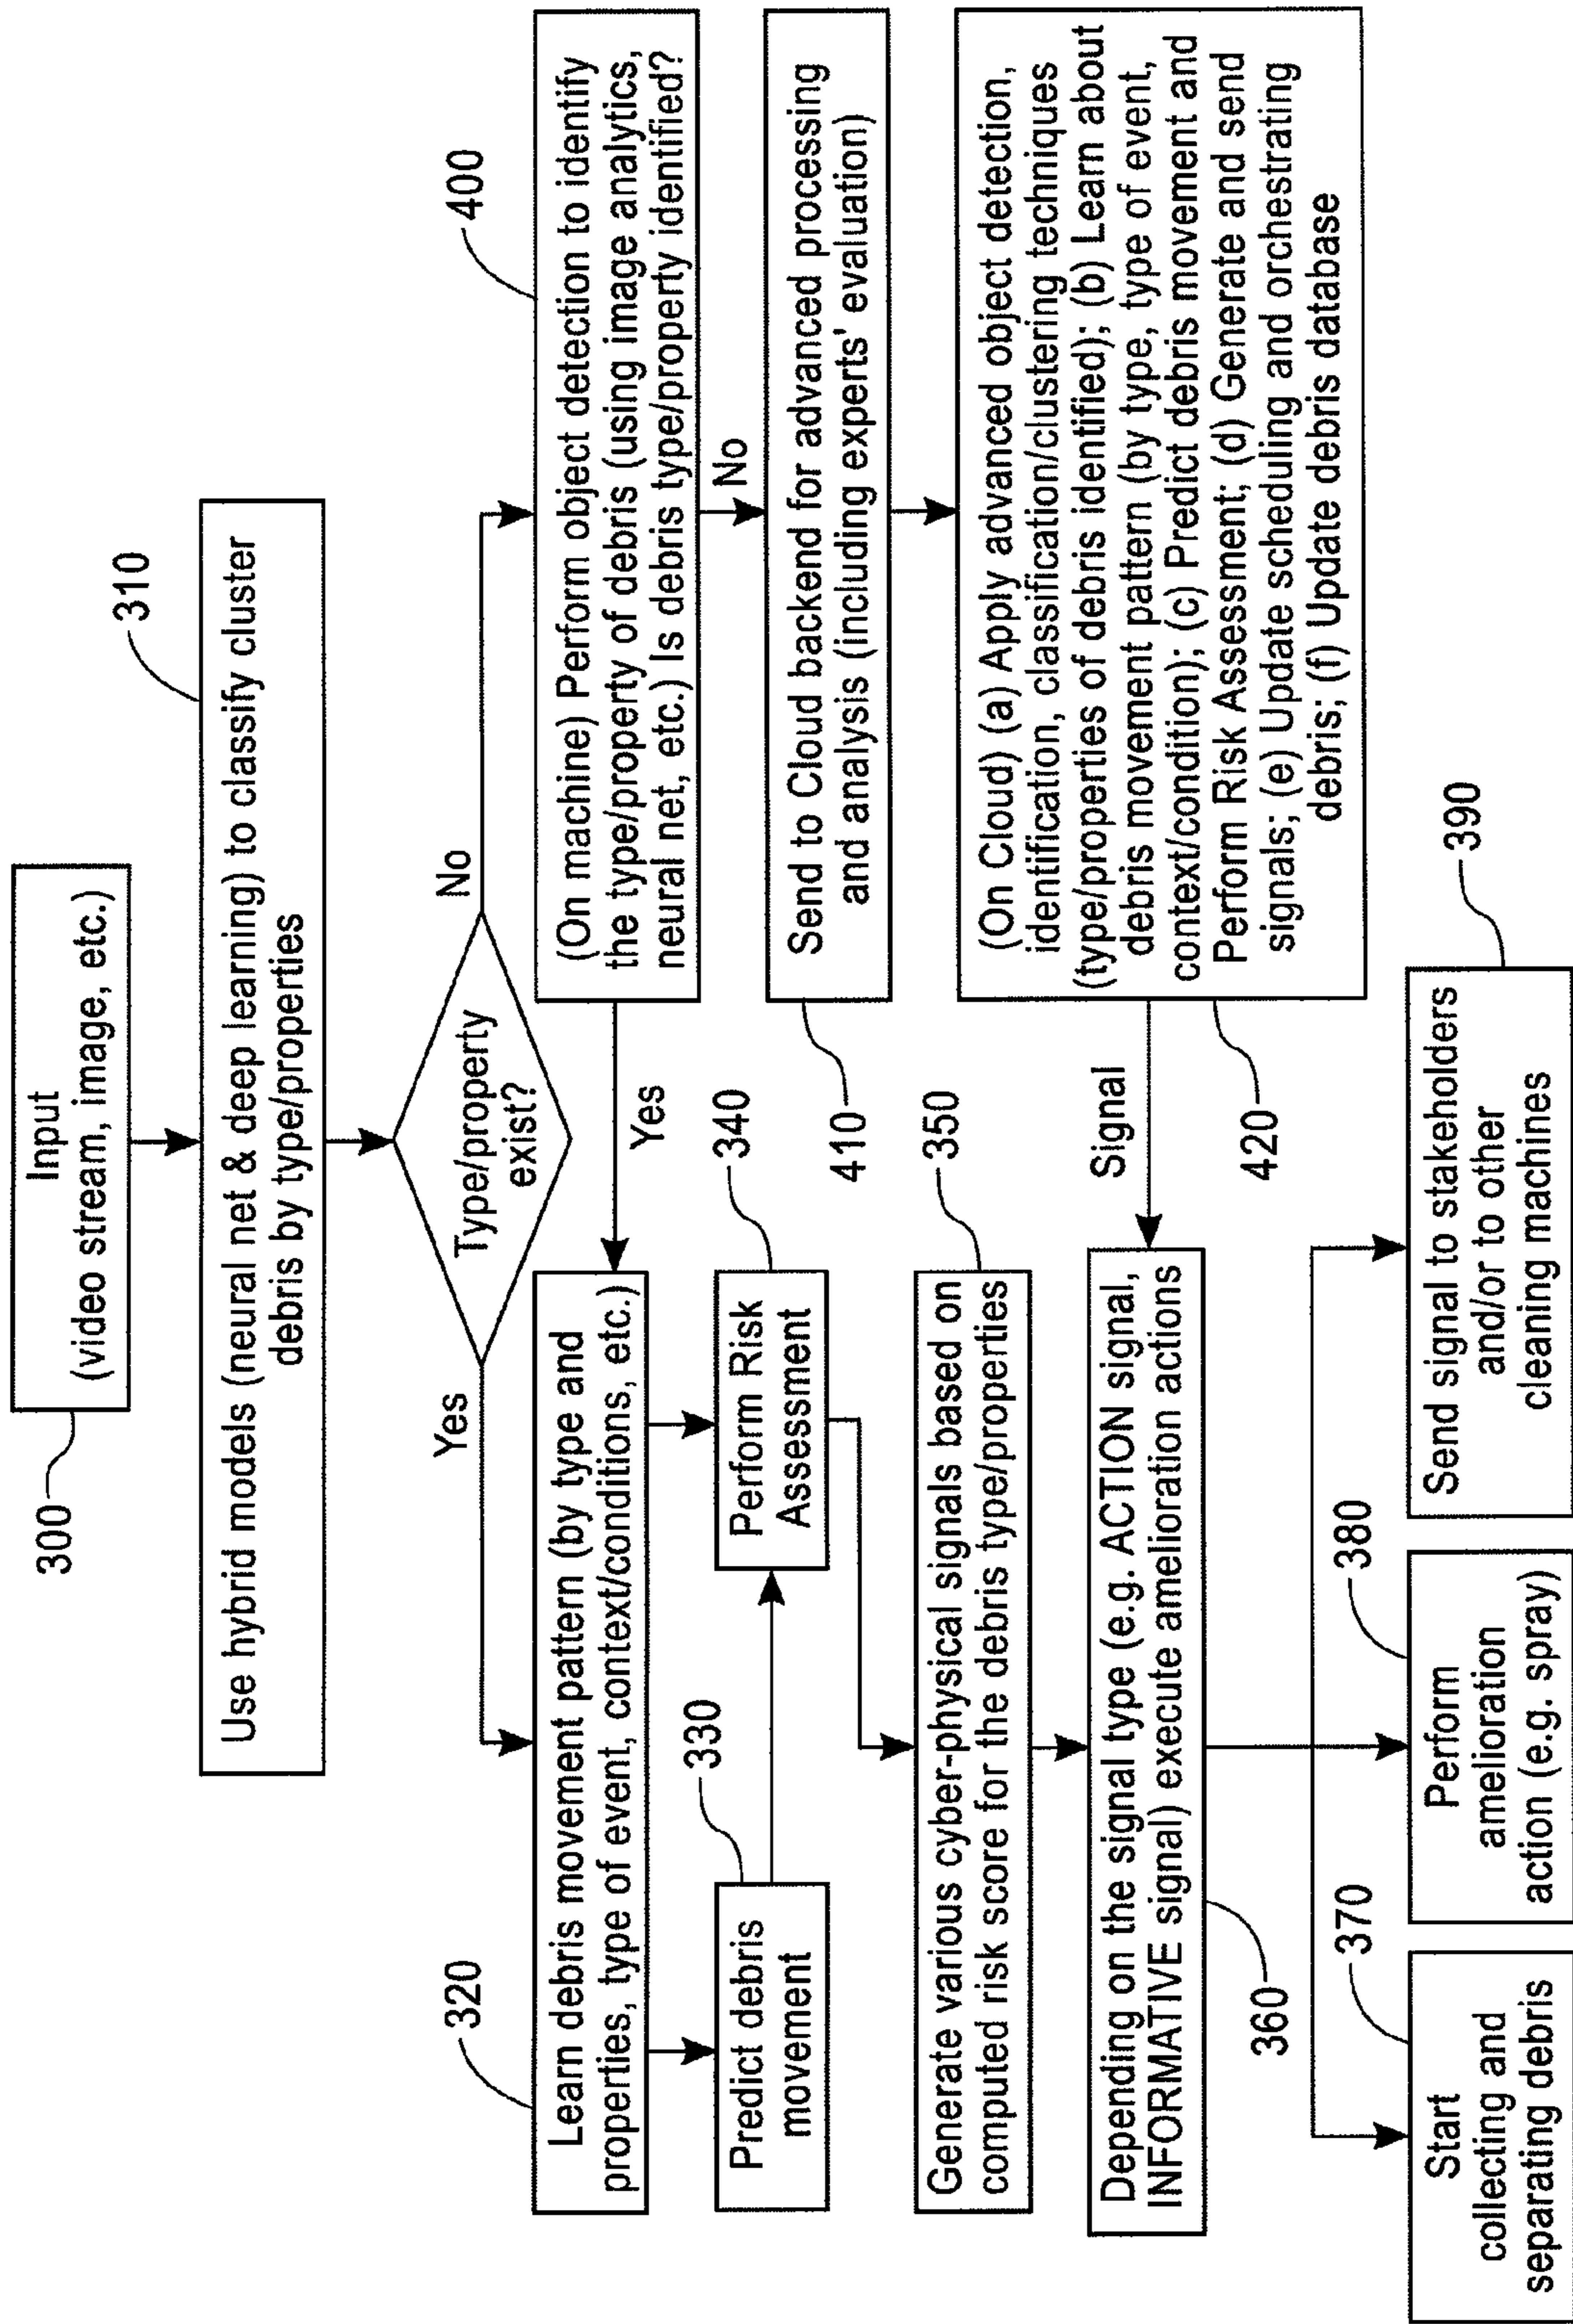 Input
(video stream, image, etc.)
300
310
Use hybrid models (neural net & deep learning) to classify cluster
debris by type/properties
Type/property
exist?
Yes
No
320
Learn debris movement pattern (by type and
properties, type of event, context/conditions, etc.)
400
(On machine) Perform object detection to identify
the type/property of debris (using image analytics,
neural net, etc.) Is debris type/property identified?
Yes
No
330
Predict debris
movement
340
Perform Risk
Assessment
Send to Cloud backend for advanced processing
and analysis (including experts' evaluation)
410
350
Generate various cyber-physical signals based on
computed risk score for the debris type/properties
(On Cloud) (a) Apply advanced object detection,
identification, classification/clustering techniques
(type/properties of debris identified); (b) Learn about
debris movement pattern (by type, type of event,
context/condition); (c) Predict debris movement and
Perform Risk Assessment; (d) Generate and send
signals; (e) Update scheduling and orchestrating
debris; (f) Update debris database
Signal
420
Depending on the signal type (e.g. ACTION signal,
INFORMATIVE signal) execute amelioration actions
360
370
Start
collecting and
separating debris
380
Perform
amelioration
action (e.g. spray)
390
Send signal to stakeholders
and/or to other
cleaning machines